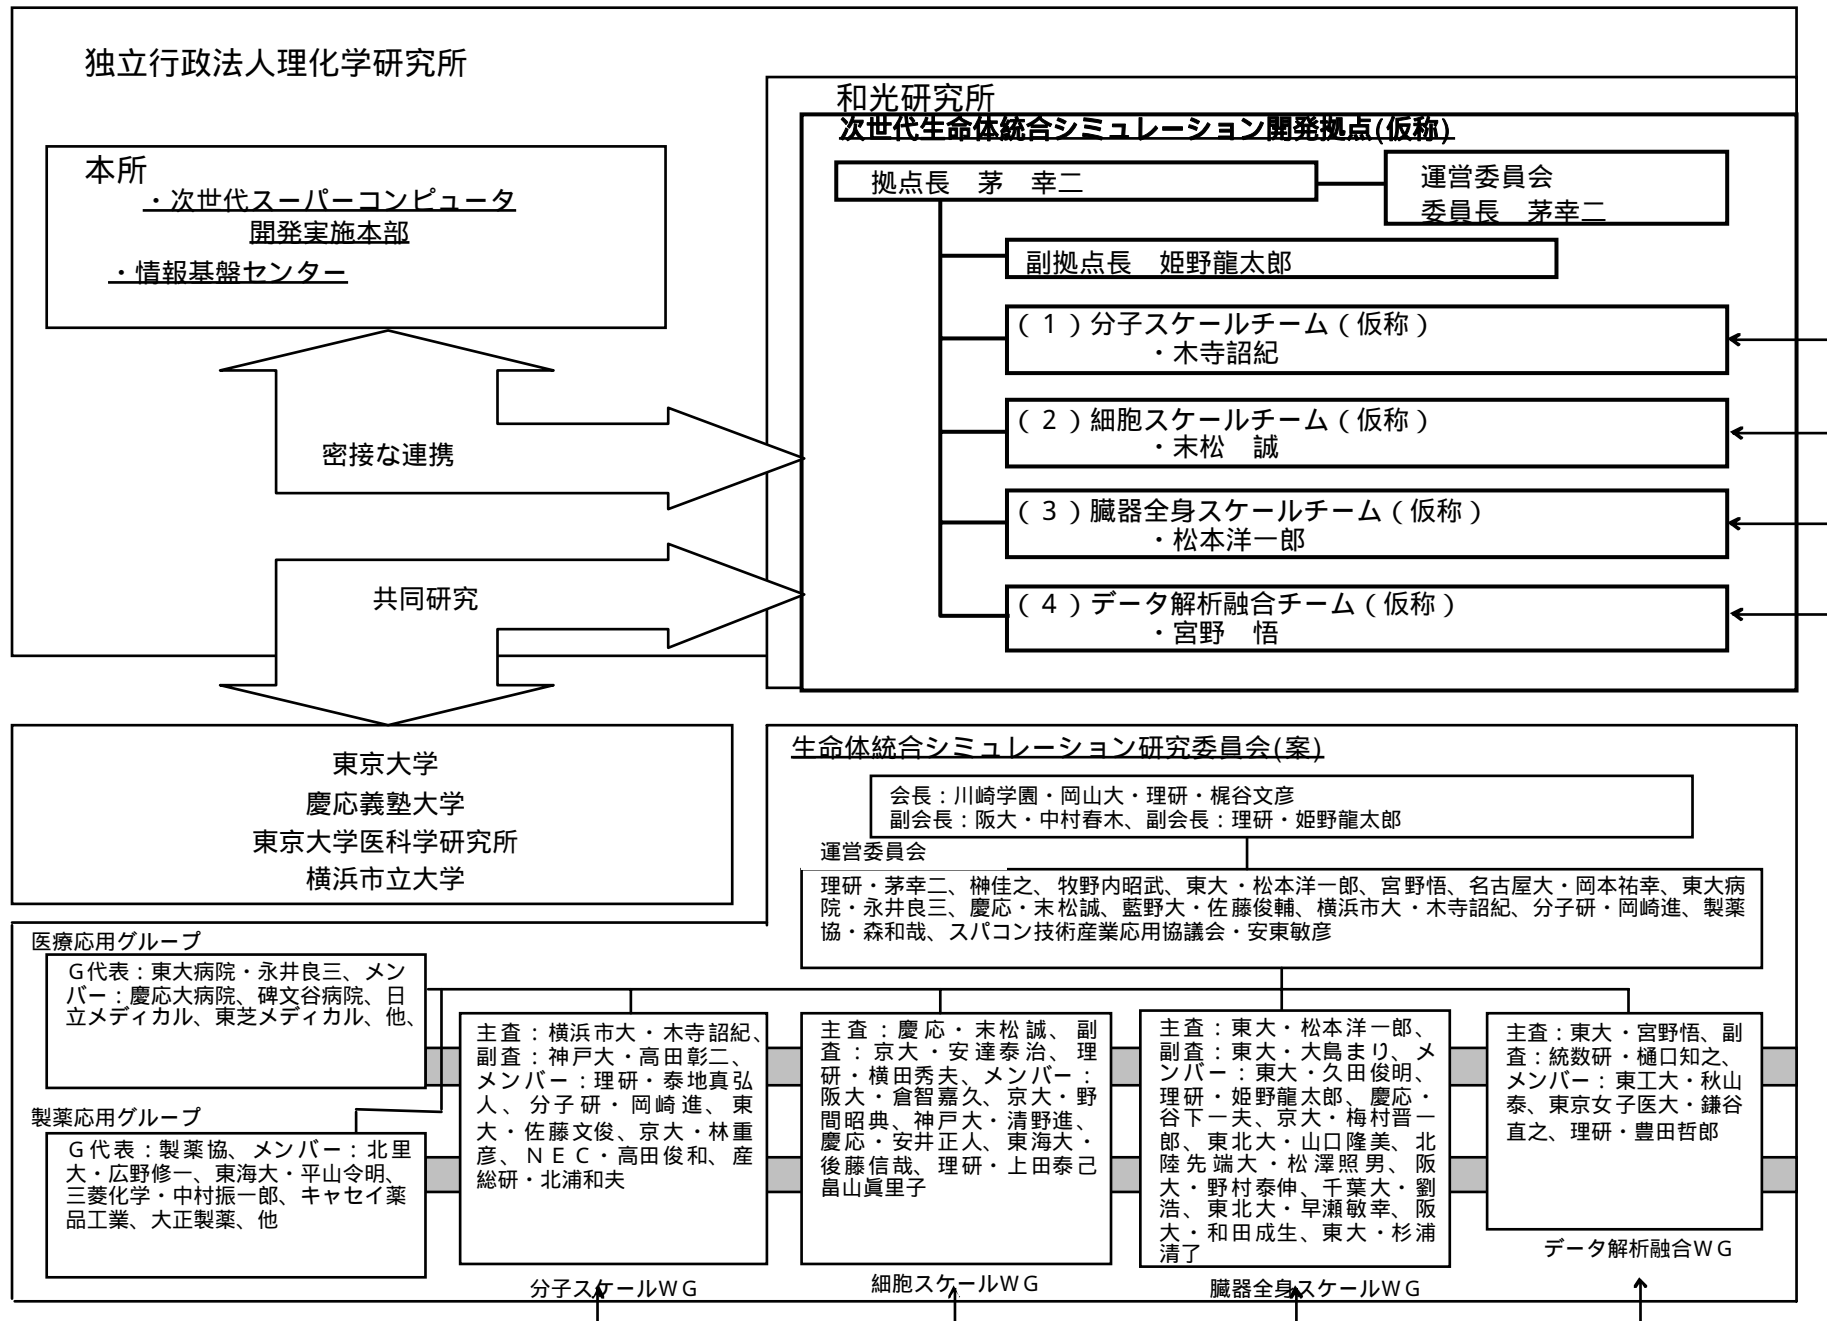 独立行政法人理化学研究所
本所
・次世代スーパーコンピュータ
開発実施本部
・情報基盤センター
和光研究所
次世代生命体統合シミュレーション開発拠点(仮称)
拠点長　茅　幸二
運営委員会
委員長　茅幸二
副拠点長　姫野龍太郎
(１)分子スケールチーム(仮称)
・木寺詔紀
(２)細胞スケールチーム(仮称)
・末松　誠
(３)臓器全身スケールチーム(仮称)
・松本洋一郎
(４)データ解析融合チーム(仮称)
・宮野　悟
密接な連携
共同研究
東京大学
慶応義塾大学
東京大学医科学研究所
横浜市立大学
生命体統合シミュレーション研究委員会(案)
会長：川崎学園・岡山大・理研・梶谷文彦
副会長：阪大・中村春木、副会長：理研・姫野龍太郎
運営委員会
理研・茅幸二、榊佳之、牧野内昭武、東大・松本洋一郎、宮野悟、名古屋大・岡本祐幸、東大病
院・永井良三、慶応・末松誠、藍野大・佐藤俊輔、横浜市大・木寺詔紀、分子研・岡崎進、製薬
協・森和哉、スパコン技術産業応用協議会・安東敏彦
医療応用グループ
Ｇ代表：東大病院・永井良三、メン
バー：慶応大病院、碑文谷病院、日
立メディカル、東芝メディカル、他、
製薬応用グループ
Ｇ代表：製薬協、メンバー：北里
大・広野修一、東海大・平山令明、
三菱化学・中村振一郎、キャセイ薬
品工業、大正製薬、他
主査：横浜市大・木寺詔紀、
副査：神戸大・高田彰二、
メンバー：理研・泰地真弘
人、分子研・岡崎進、東
大・佐藤文俊、京大・林重
彦、ＮＥＣ・高田俊和、産
総研・北浦和夫
分子スケールＷＧ
主査：慶応・末松誠、副
査：京大・安達泰治、理
研・横田秀夫、メンバー：
阪大・倉智嘉久、京大・野
間昭典、神戸大・清野進、
慶応・安井正人、東海大・
後藤信哉、理研・上田泰己
畠山眞里子
細胞スケールＷＧ
主査：東大・松本洋一郎、
副査：東大・大島まり、メ
ンバー：東大・久田俊明、
理研・姫野龍太郎、慶応・
谷下一夫、京大・梅村晋一
郎、東北大・山口隆美、北
陸先端大・松澤照男、阪
大・野村泰伸、千葉大・劉
浩、東北大・早瀬敏幸、阪
大・和田成生、東大・杉浦
清了
臓器全身スケールＷＧ
主査：東大・宮野悟、副
査：統数研・樋口知之、
メンバー：東工大・秋山
泰、東京女子医大・鎌谷
直之、理研・豊田哲郎
データ解析融合ＷＧ